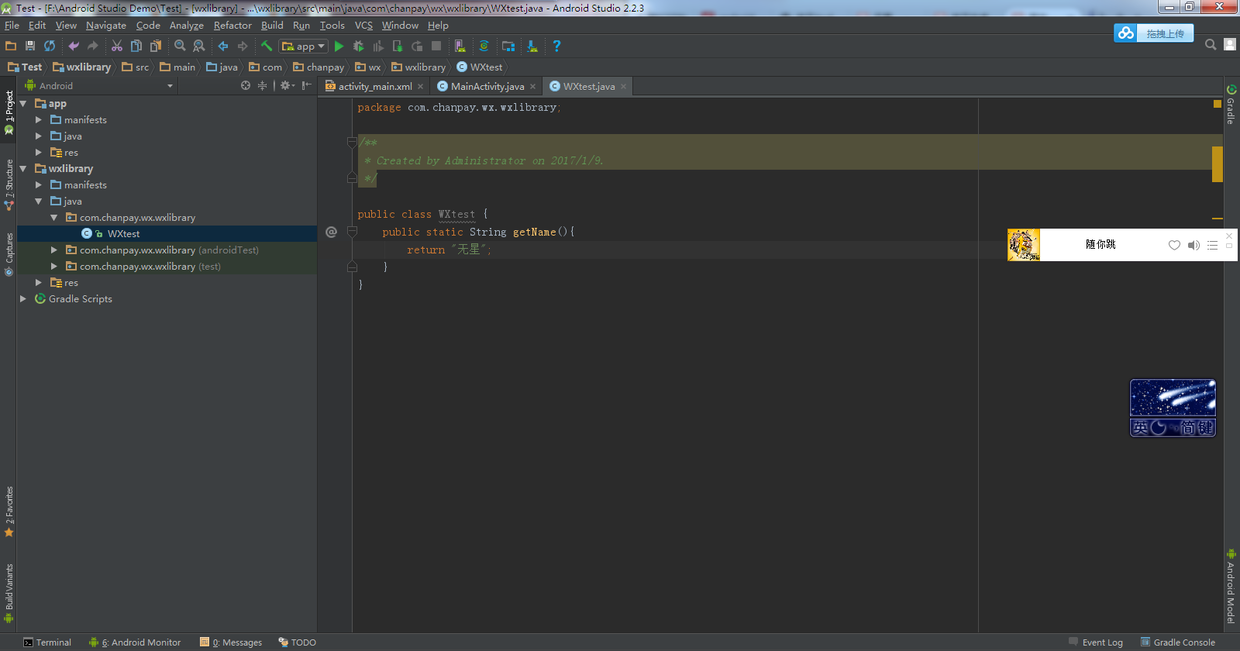 Test - [F:\Android Studio Demo\Test] - [wxlibrary] - ...\wxlibrary\src\main\java\com\chanpay\wx\wxlibrary\WXtest.java - Android Studio 2.2.3
File Edit View Navigate Code Analyze Refactor Build Run Tools VCS Window Help
拖拽上传
app
Test wxlibrary src main java com chanpay wx wxlibrary WXtest
Android
activity_main.xml MainActivity.java WXtest.java
1: Project
7: Structure
Captures
2: Favorites
Build Variants
app
manifests
java
res
wxlibrary
manifests
java
com.chanpay.wx.wxlibrary
WXtest
com.chanpay.wx.wxlibrary (androidTest)
com.chanpay.wx.wxlibrary (test)
res
Gradle Scripts
package com.chanpay.wx.wxlibrary;
/**
* Created by Administrator on 2017/1/9.
*/
public class WXtest {
@
public static String getName(){
return "无星";
}
}
随你跳
英 简键
Gradle
Android Model
Terminal 6: Android Monitor 0: Messages TODO Event Log Gradle Console